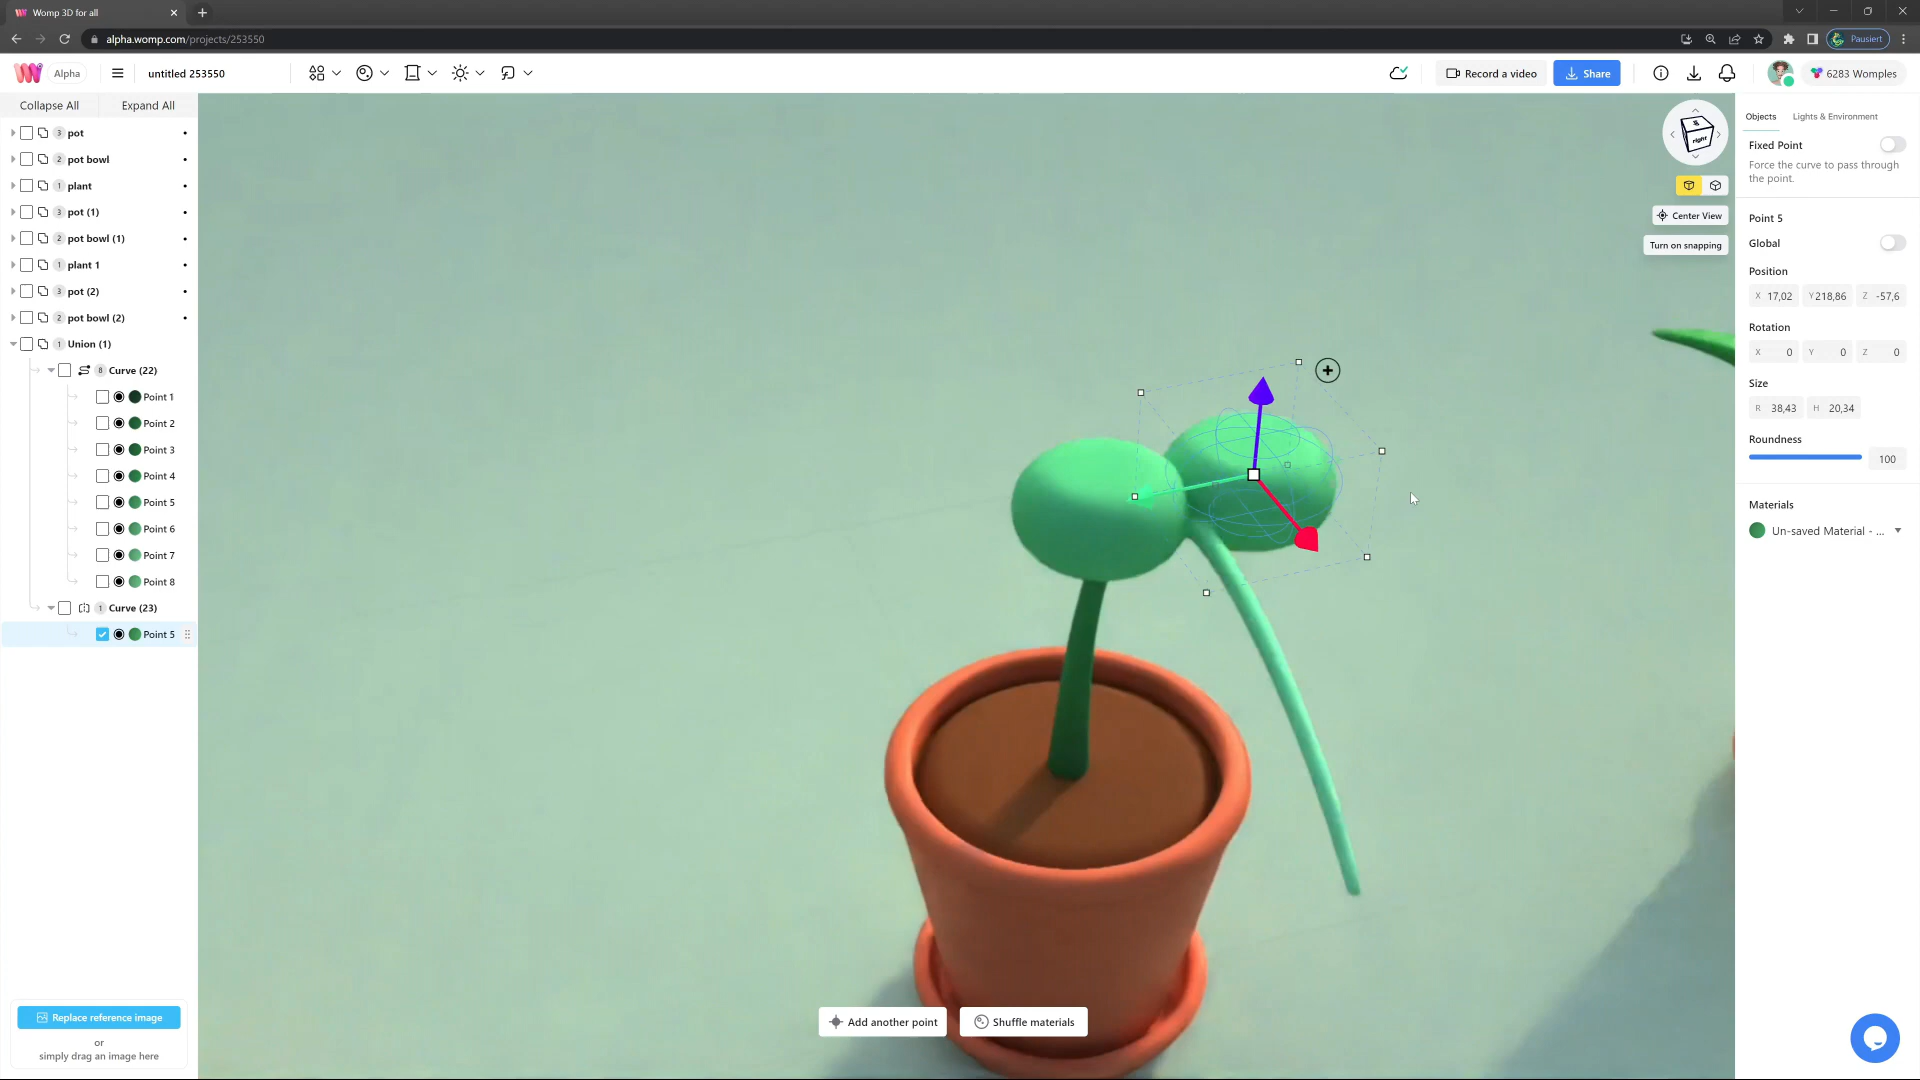 Womp 3D for all
alpha.womp.com/projects/253550
Pausiert
Alpha
untitled 253550
Record a video
Share
6283 Womples
Collapse All
Expand All
3 pot
2 pot bowl
1 plant
3 pot (1)
2 pot bowl (1)
1 plant 1
3 pot (2)
2 pot bowl (2)
1 Union (1)
8 Curve (22)
Point 1
Point 2
Point 3
Point 4
Point 5
Point 6
Point 7
Point 8
1 Curve (23)
Point 5
Replace reference image
or
simply drag an image here
right
Center View
Turn on snapping
Add another point
Shuffle materials
Objects
Lights & Environment
Fixed Point
Force the curve to pass through
the point.
Point 5
Global
Position
X 17,02 Y 218,86 Z -57,6
Rotation
X 0 Y 0 Z 0
Size
R 38,43 H 20,34
Roundness
100
Materials
Un-saved Material - ...